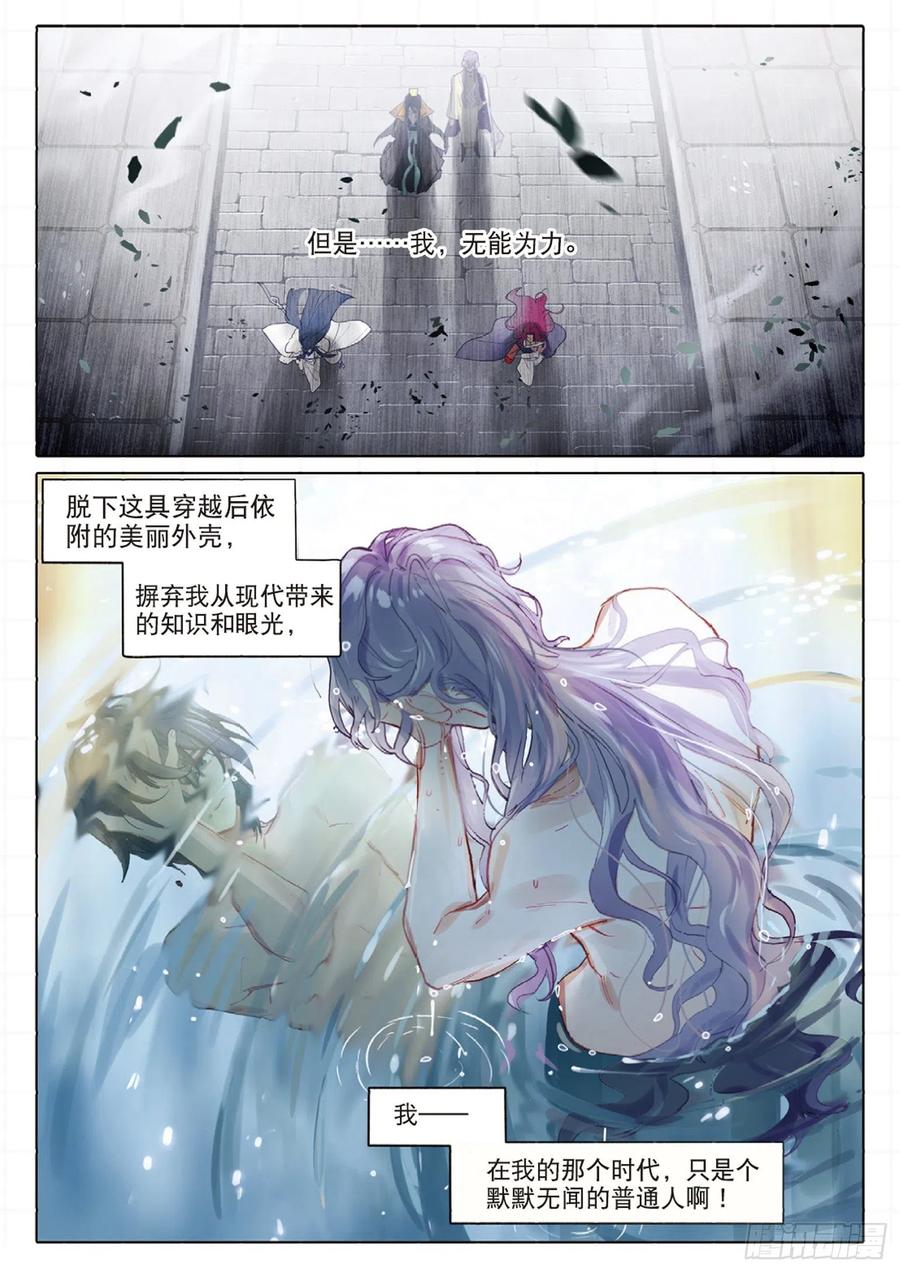 但是……我，无能为力。
脱下这具穿越后依
附的美丽外壳，
摒弃我从现代带来
的知识和眼光，
我——
在我的那个时代，只是个
默默无闻的普通人啊！
腾讯动漫